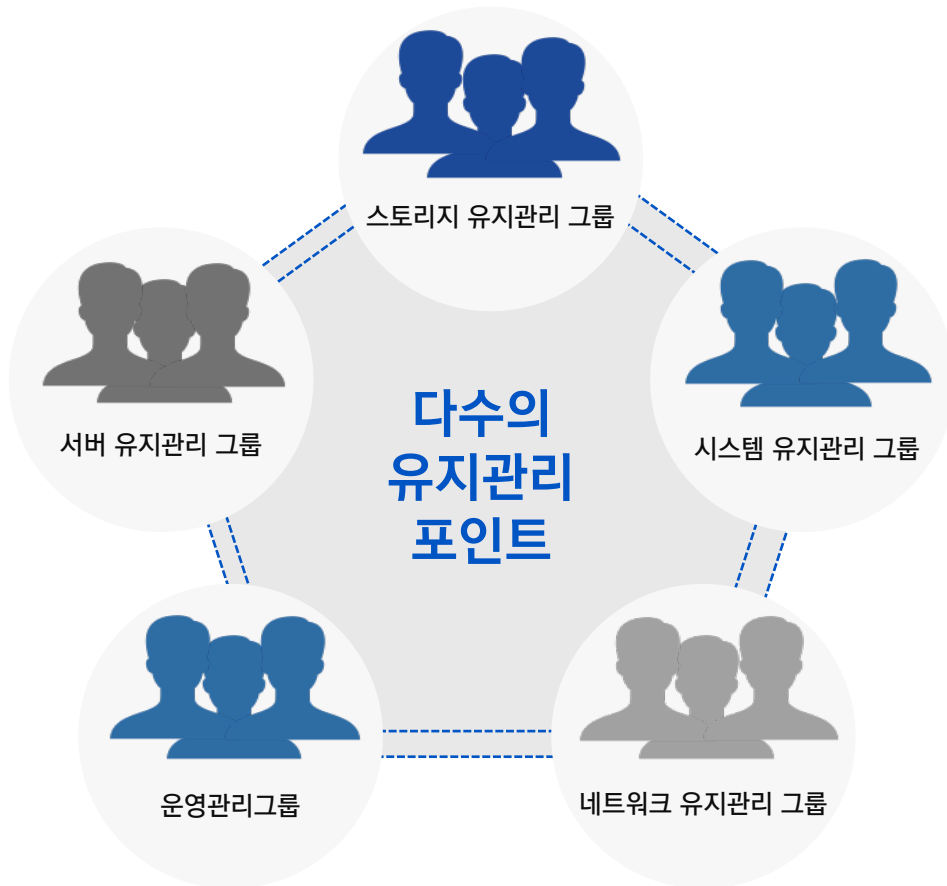 스토리지 유지관리 그룹
서버 유지관리 그룹
시스템 유지관리 그룹
다수의
유지관리
포인트
운영관리그룹
네트워크 유지관리 그룹